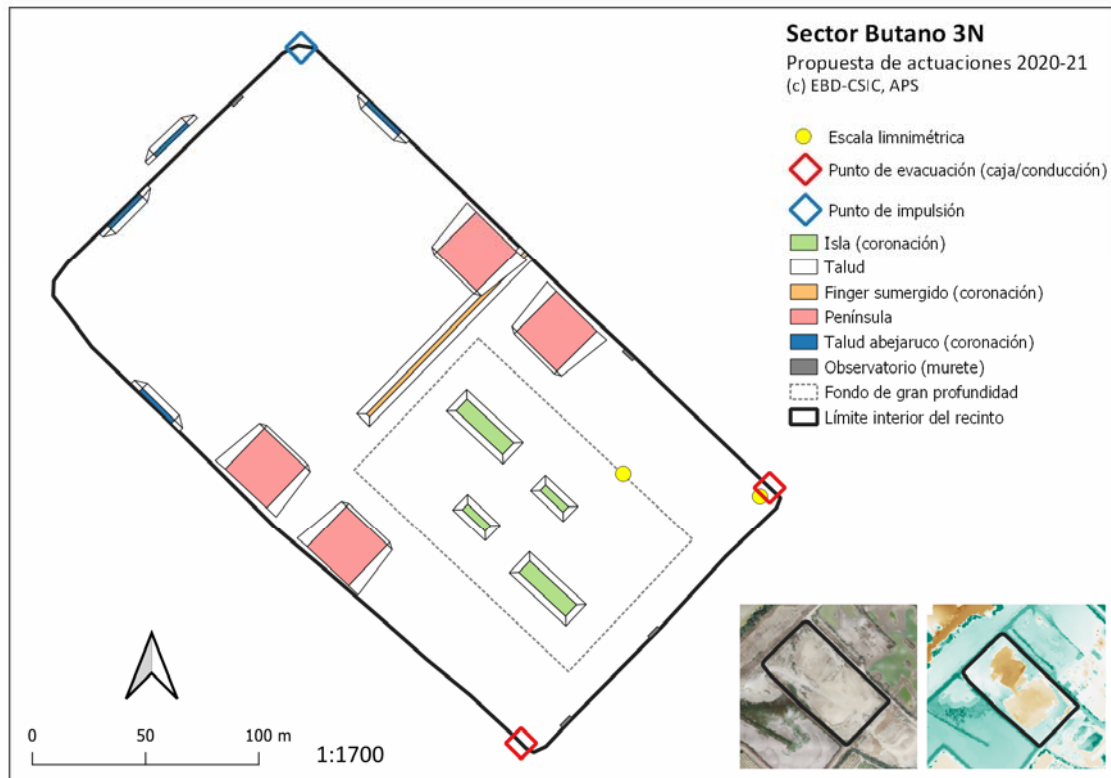 Sector Butano 3N
Propuesta de actuaciones 2020-21
(c) EBD-CSIC, APS
Escala limnimétrica
Punto de evacuación (caja/conducción)
Punto de impulsión
Isla (coronación)
Talud
Finger sumergido (coronación)
Península
Talud abejaruco (coronación)
Observatorio (murete)
Fondo de gran profundidad
Límite interior del recinto
0 50 100 m
1:1700